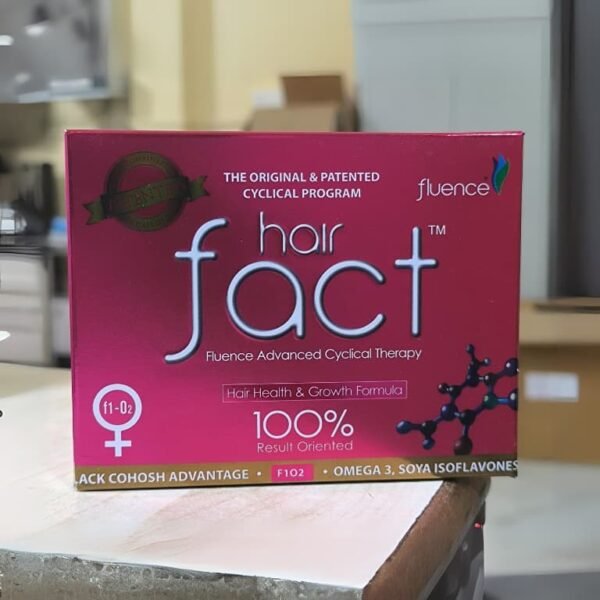 THE ORIGINAL & PATENTED
CYCLICAL PROGRAM
fluence
hair
fact™
Fluence Advanced Cyclical Therapy
Hair Health & Growth Formula
100%
Result Oriented
f1-O2
ACK COHOSH ADVANTAGE • F1O2 • OMEGA 3, SOYA ISOFLAVONES